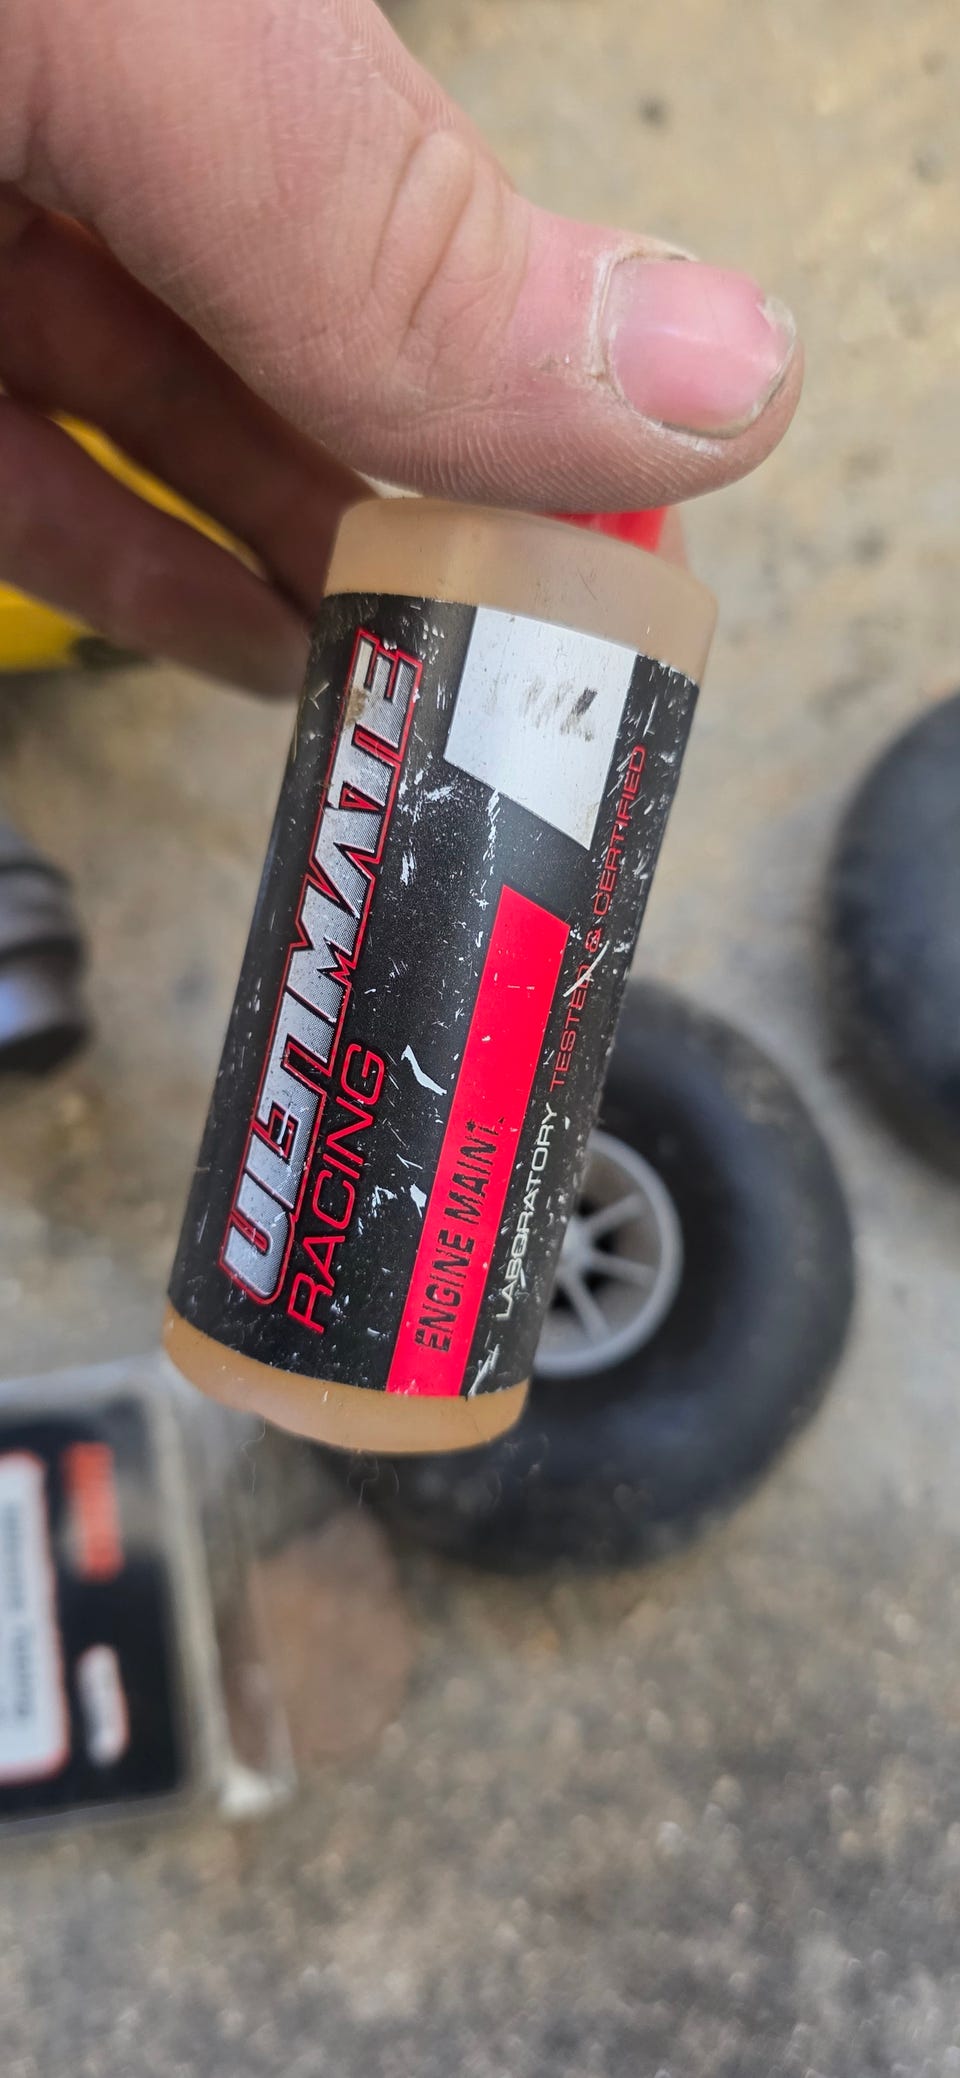 ULTIMATE
RACING
ENGINE MAINT.
LABORATORY TESTED & CERTIFIED